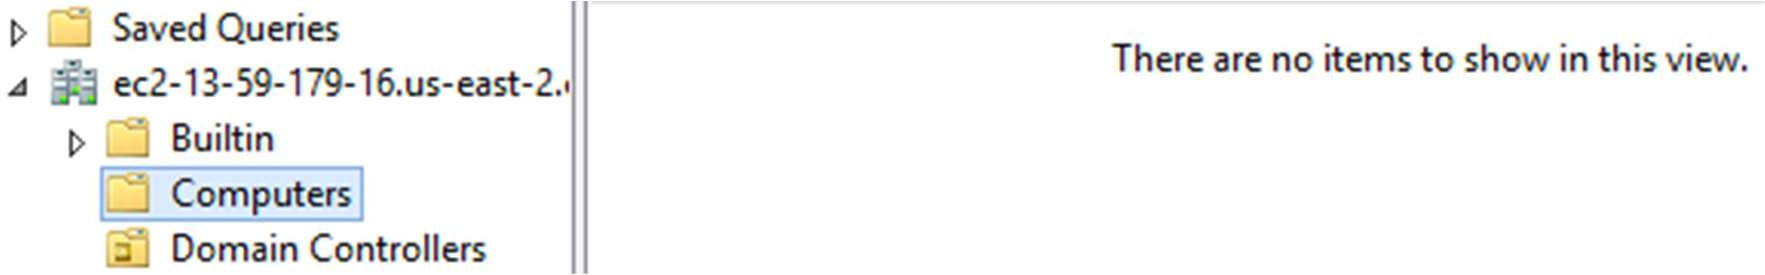 Saved Queries
ec2-13-59-179-16.us-east-2.
Builtin
Computers
Domain Controllers
There are no items to show in this view.